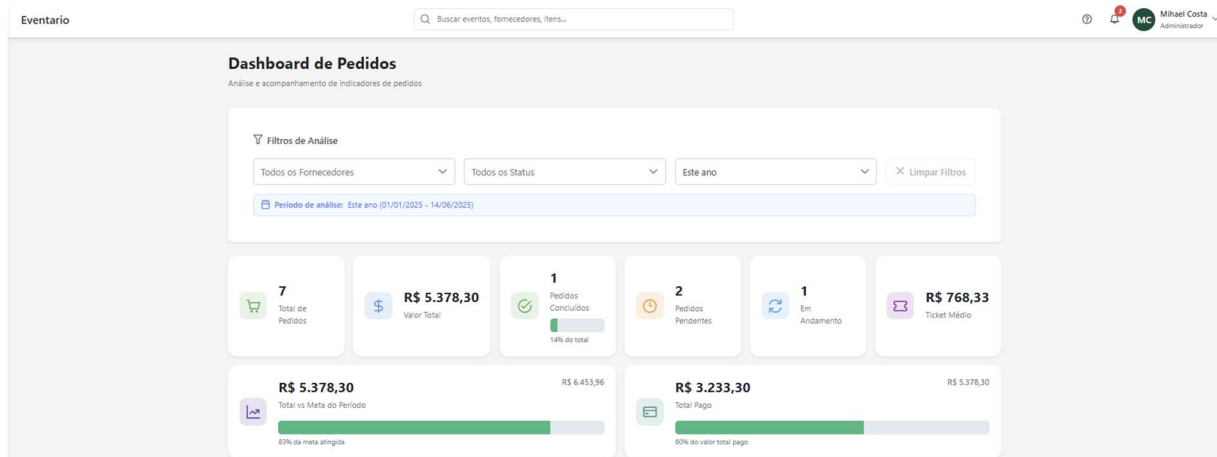 Eventario
Buscar eventos, fornecedores, itens...
2
MC
Mihael Costa
Administrador
Dashboard de Pedidos
Análise e acompanhamento de indicadores de pedidos
Filtros de Análise
Todos os Fornecedores
Todos os Status
Este ano
Limpar Filtros
Período de análise: Este ano (01/01/2025 - 14/06/2025)
7
Total de
Pedidos
R$ 5.378,30
Valor Total
1
Pedidos
Concluídos
14% do total
2
Pedidos
Pendentes
1
Em
Andamento
R$ 768,33
Ticket Médio
R$ 5.378,30
R$ 6.453,96
Total vs Meta do Período
83% da meta atingida
R$ 3.233,30
R$ 5.378,30
Total Pago
60% do valor total pago